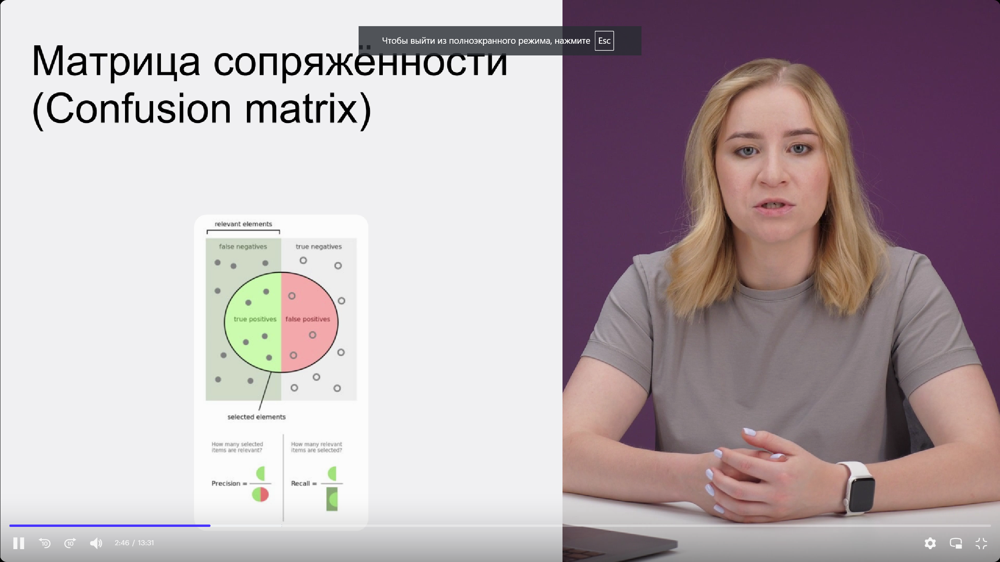 Чтобы выйти из полноэкранного режима, нажмите Esc
Матрица сопряжённости
(Confusion matrix)
relevant elements
false negatives
true negatives
true positives
false positives
selected elements
How many selected
items are relevant?
How many relevant
items are selected?
Precision =
Recall =
10
10
2:46 / 13:31